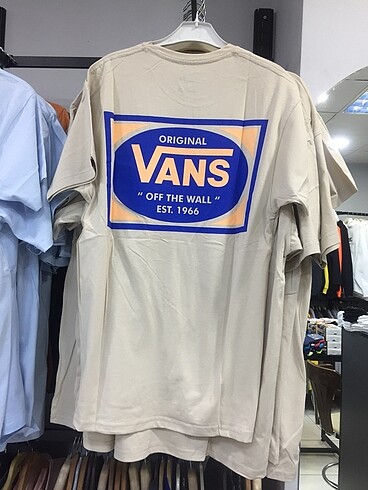 ORIGINAL
VANS
"OFF THE WALL"
EST. 1966